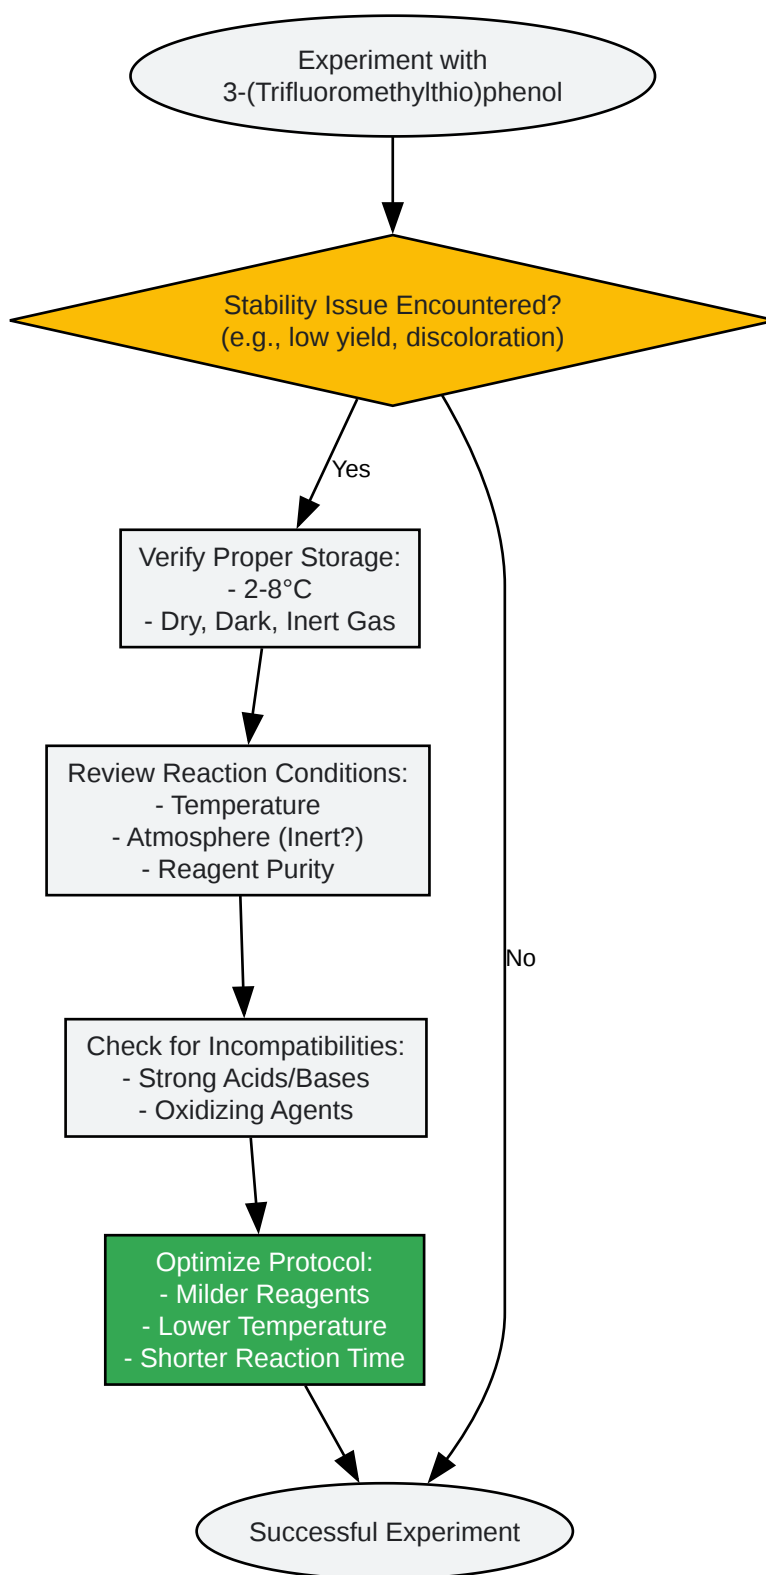 Experiment with
3-(Trifluoromethylthio)phenol
Stability Issue Encountered?
(e.g., low yield, discoloration)
Yes
Verify Proper Storage:
- 2-8°C
- Dry, Dark, Inert Gas
Review Reaction Conditions:
- Temperature
- Atmosphere (Inert?)
- Reagent Purity
No
Check for Incompatibilities:
- Strong Acids/Bases
- Oxidizing Agents
Optimize Protocol:
- Milder Reagents
- Lower Temperature
- Shorter Reaction Time
Successful Experiment